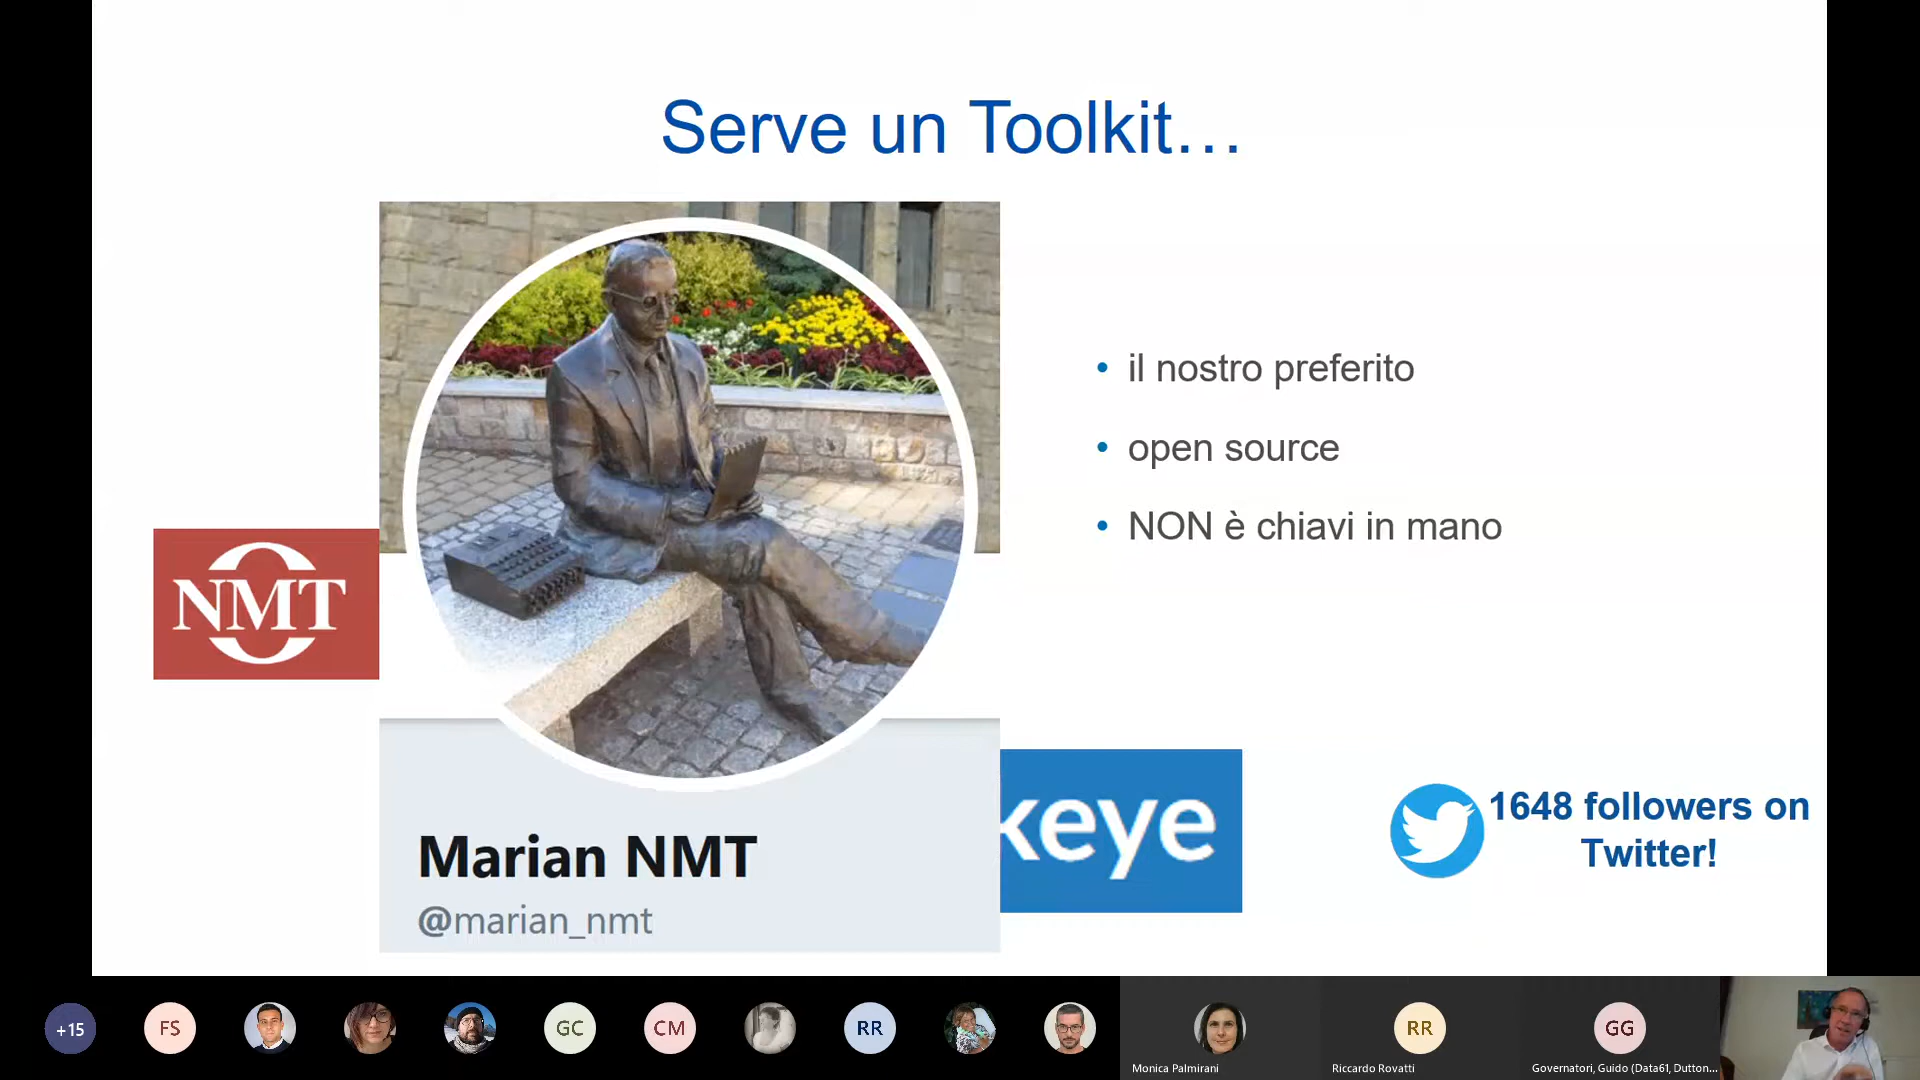 Serve un Toolkit…
• il nostro preferito
• open source
• NON è chiavi in mano
NMT
Marian NMT
@marian_nmt
keye
1648 followers on
Twitter!
+15
FS
GC
CM
RR
RR
GG
Monica Palmirani
Riccardo Rovatti
Governatori, Guido (Data61, Dutton...